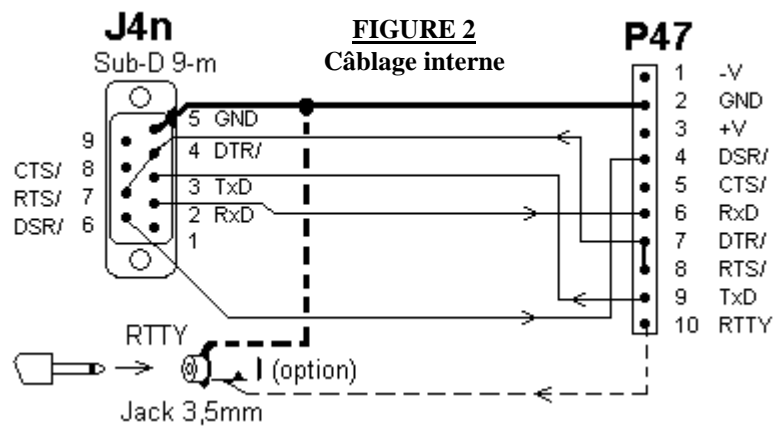 J4n
Sub-D 9-m
FIGURE 2
Câblage interne
P47
5 GND
9
4 DTR/
CTS/ 8
3 TxD
RTS/ 7
2 RxD
DSR/ 6
1
1 -V
2 GND
3 +V
4 DSR/
5 CTS/
6 RxD
7 DTR/
8 RTS/
9 TxD
10 RTTY
RTTY
(option)
Jack 3,5mm